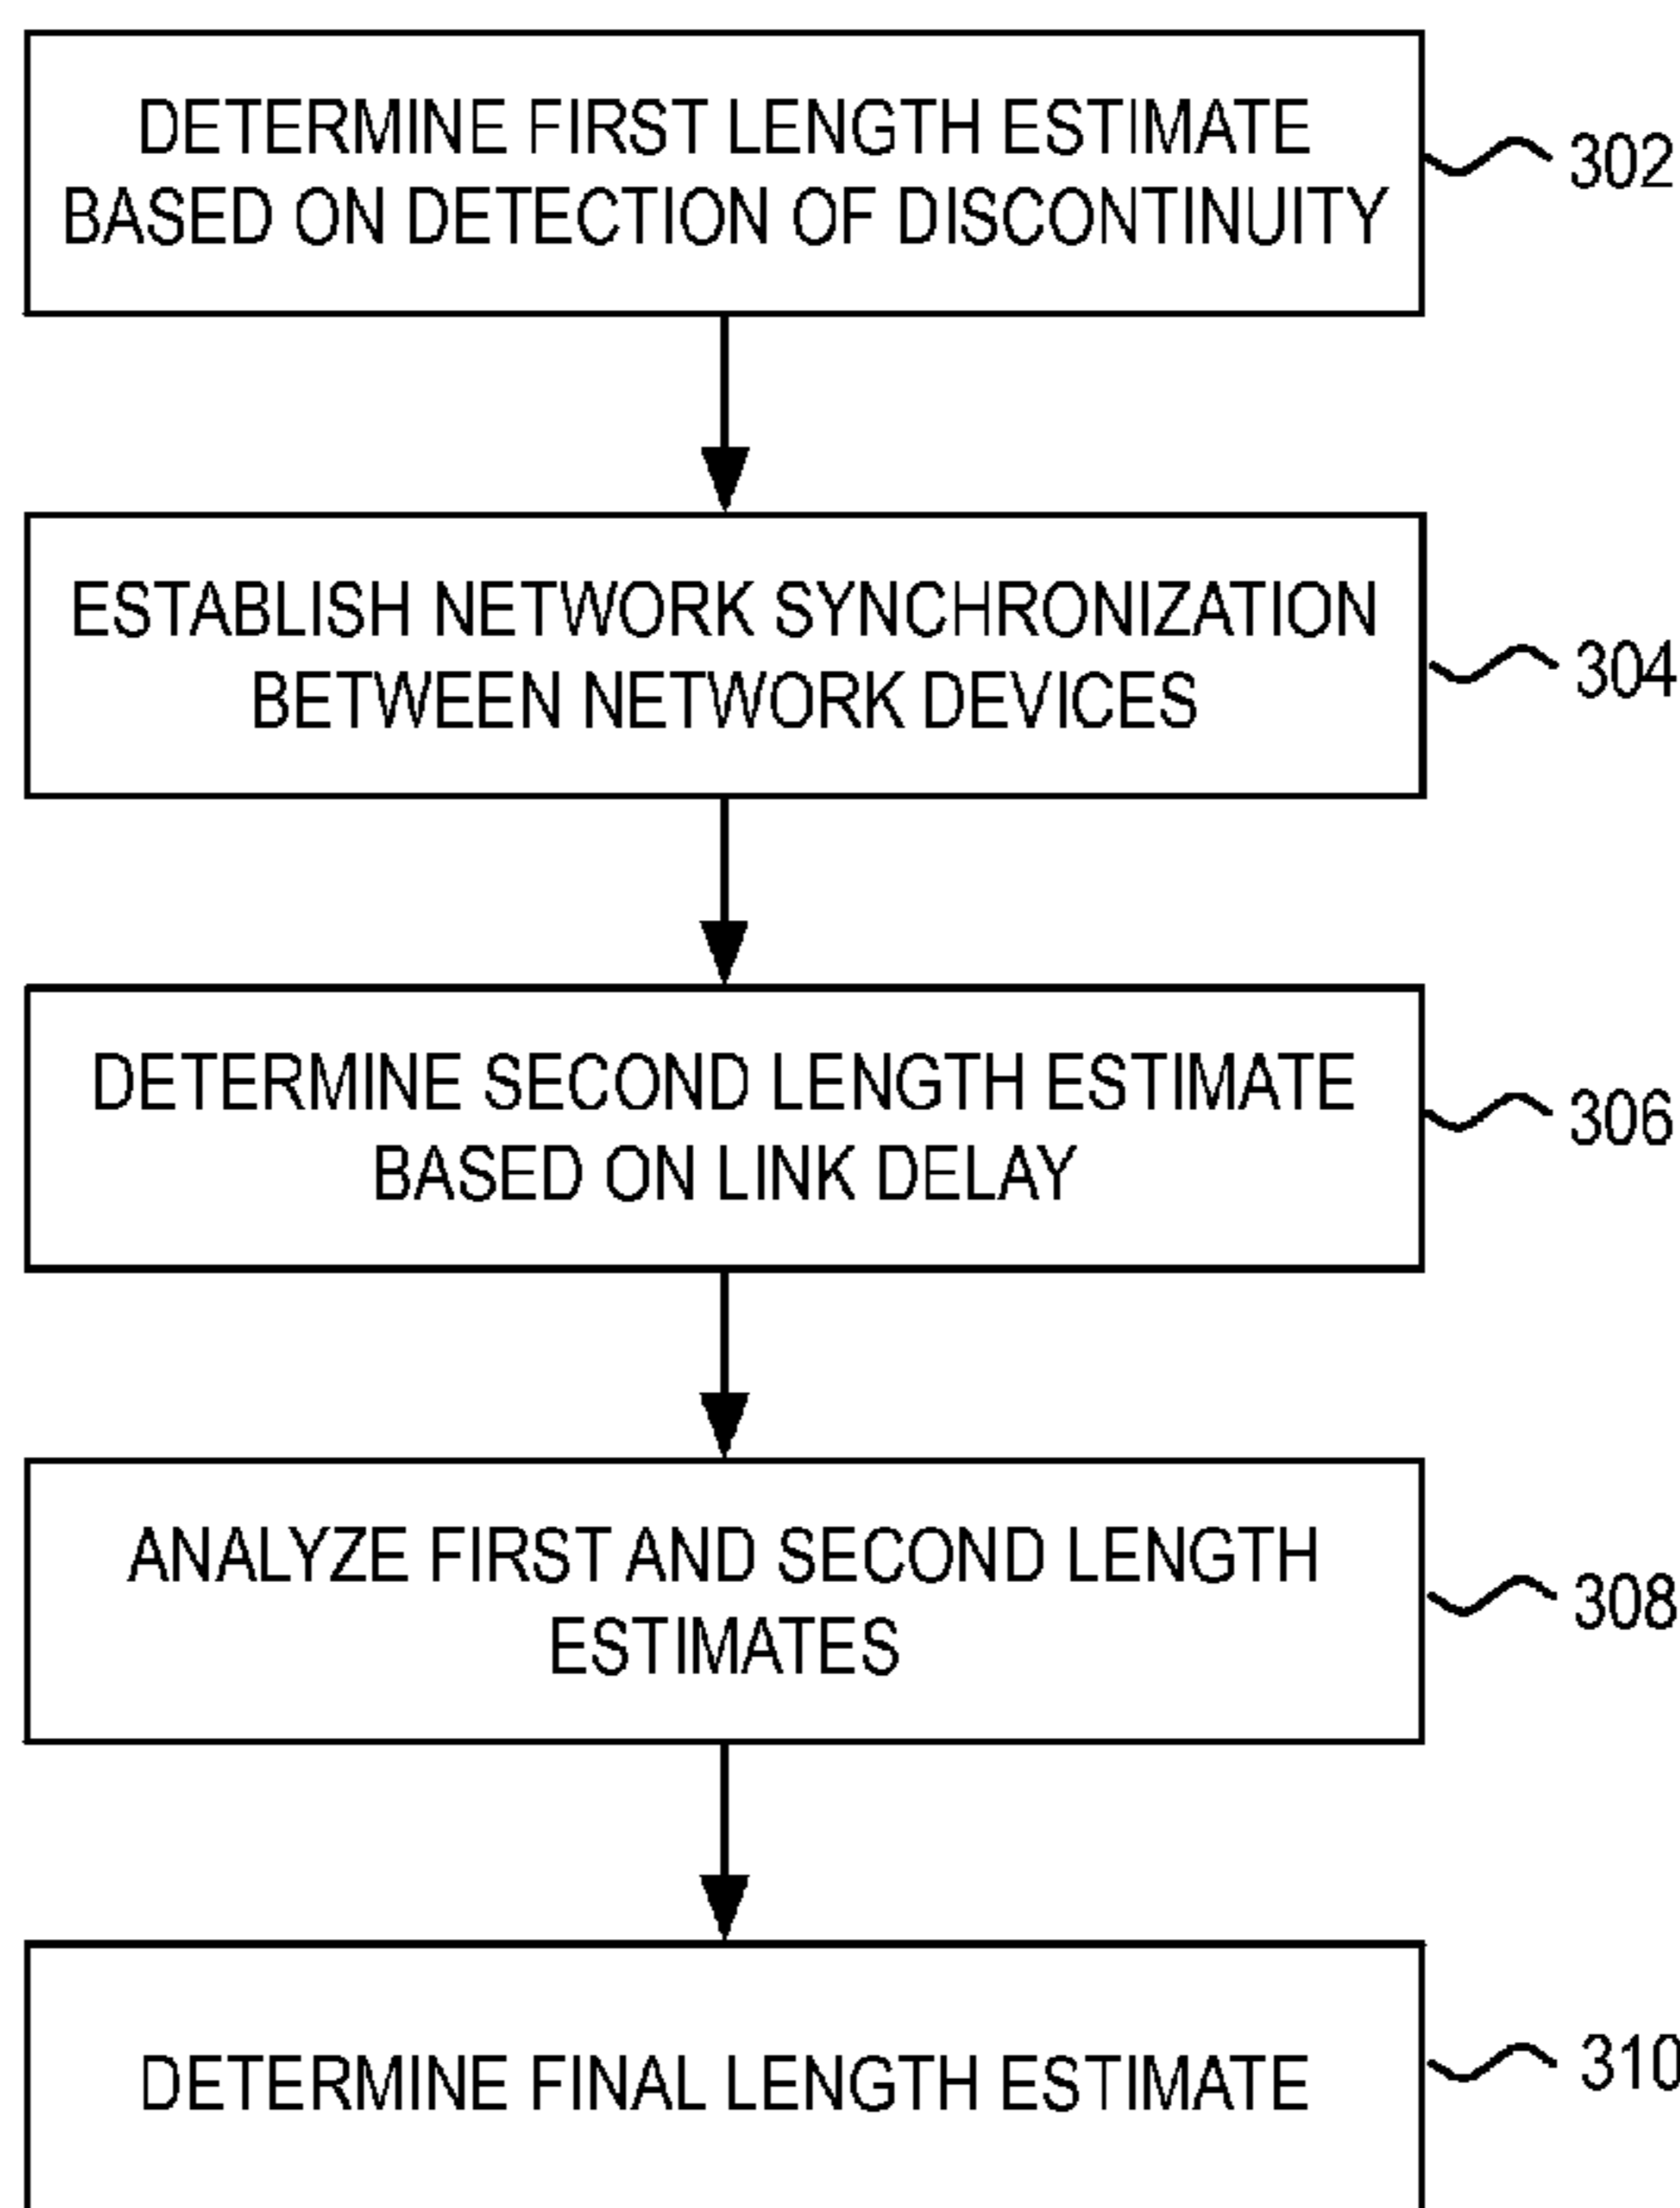 DETERMINE FIRST LENGTH ESTIMATE
BASED ON DETECTION OF DISCONTINUITY
302
ESTABLISH NETWORK SYNCHRONIZATION
BETWEEN NETWORK DEVICES
304
DETERMINE SECOND LENGTH ESTIMATE
BASED ON LINK DELAY
306
ANALYZE FIRST AND SECOND LENGTH
ESTIMATES
308
DETERMINE FINAL LENGTH ESTIMATE
310